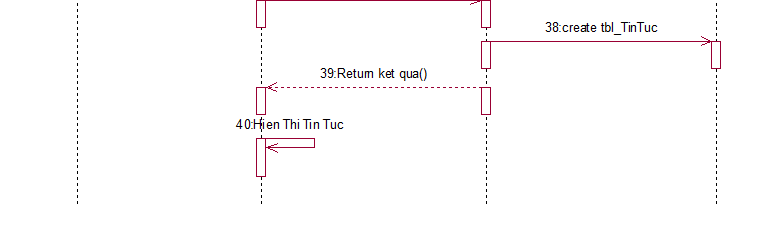 38:create tbl_TinTuc
39:Return ket qua()
40:Hien Thi Tin Tuc